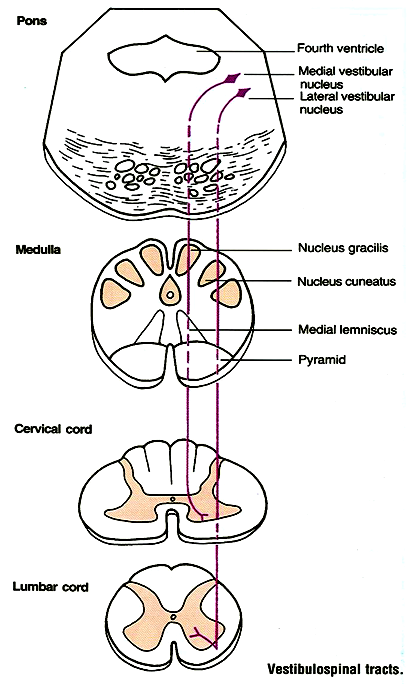 Pons
Fourth ventricle
Medial vestibular
nucleus
Lateral vestibular
nucleus
Medulla
Nucleus gracilis
Nucleus cuneatus
Medial lemniscus
Pyramid
Cervical cord
Lumbar cord
Vestibulospinal tracts.